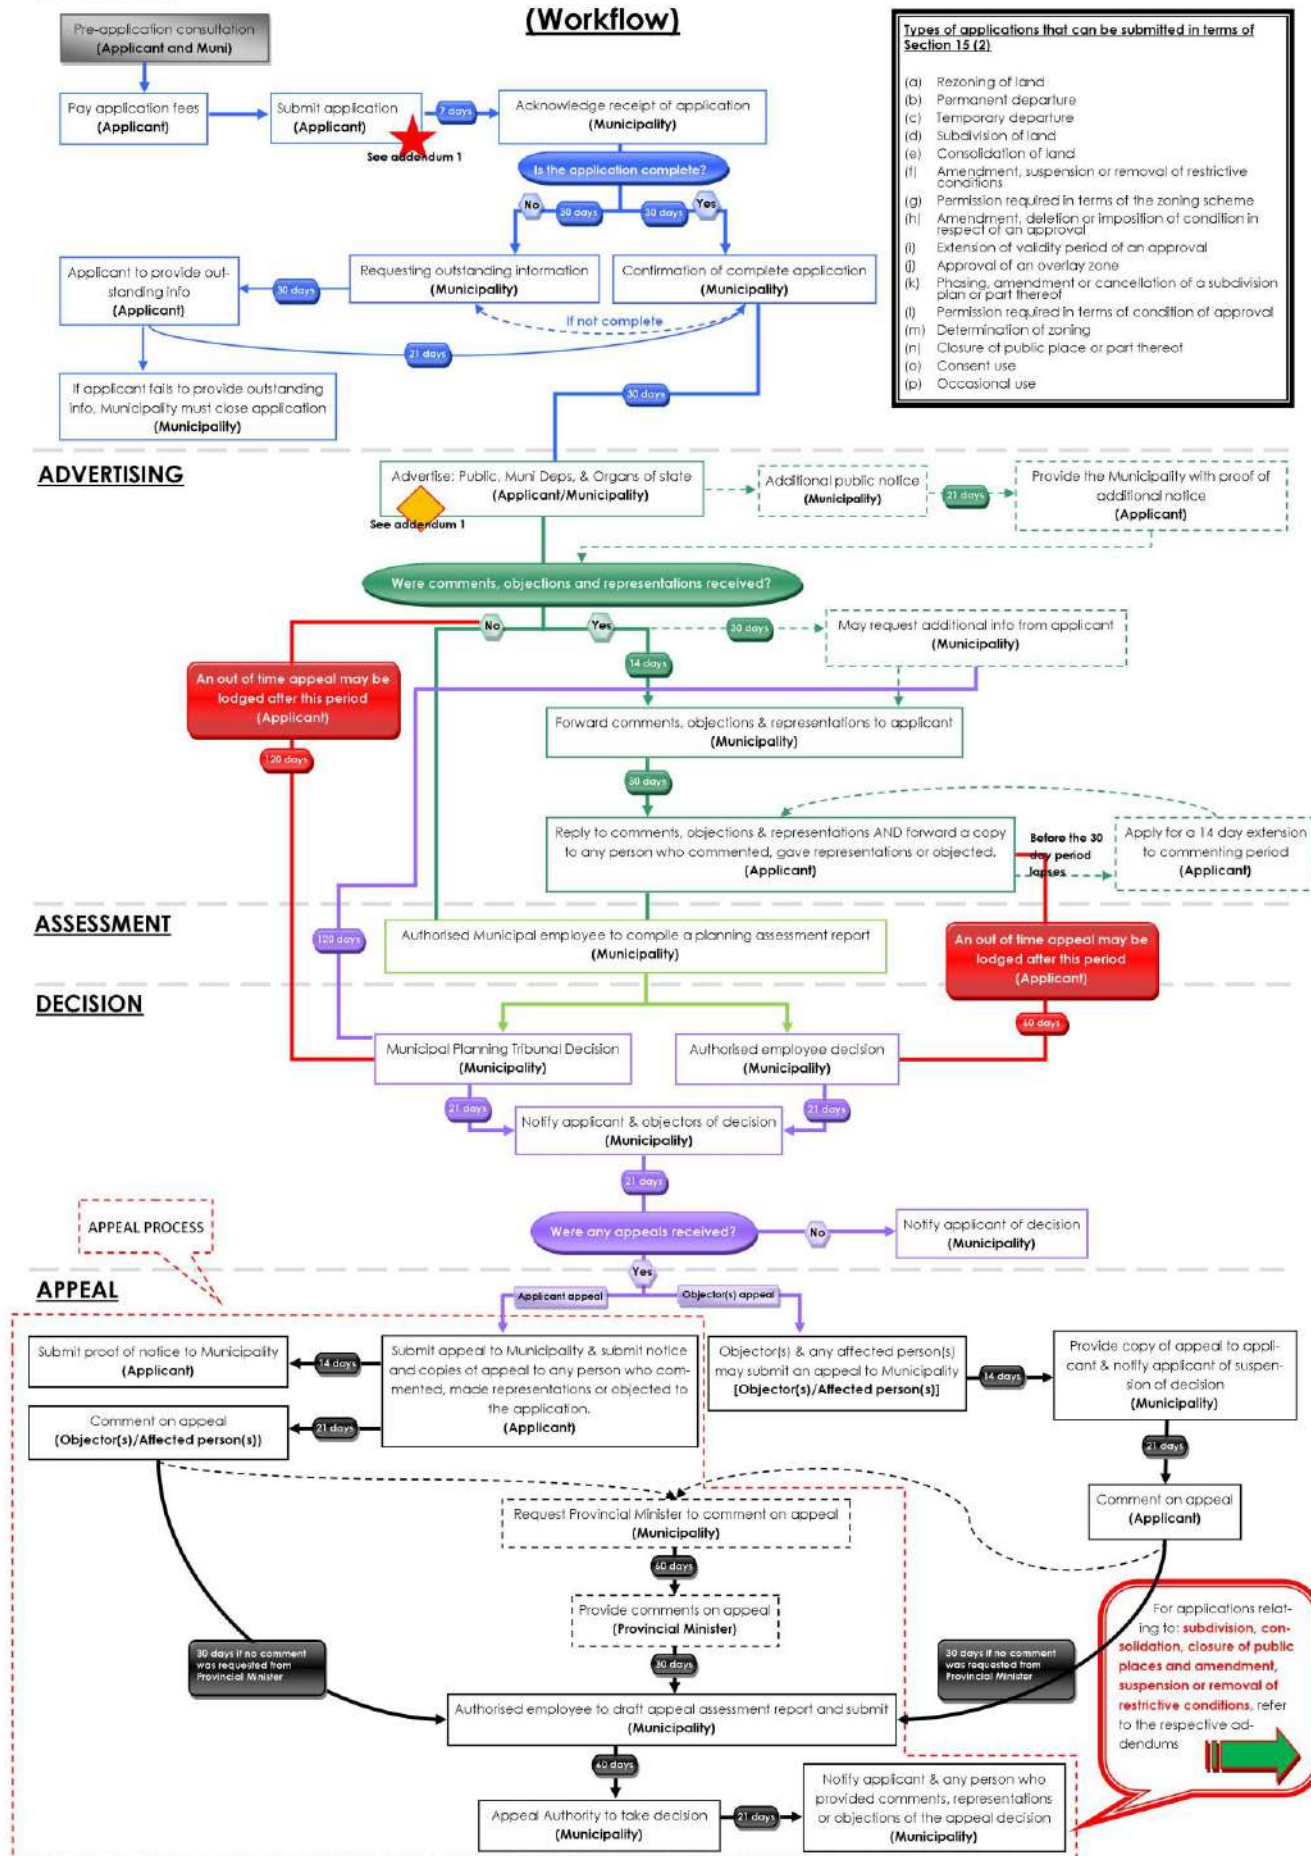 (Workflow)
Pre-application consultation
(Applicant and Muni)
Pay application fees
(Applicant)
Submit application
(Applicant)
See addendum 1
7 days
Acknowledge receipt of application
(Municipality)
Is the application complete?
No
30 days
30 days
Yes
Applicant to provide out-
standing info
(Applicant)
30 days
Requesting outstanding information
(Municipality)
Confirmation of complete application
(Municipality)
If not complete
21 days
If applicant fails to provide outstanding
info, Municipality must close application
(Municipality)
30 days
Types of applications that can be submitted in terms of
Section 15 (2)
(a) Rezoning of land
(b) Permanent departure
(c) Temporary departure
(d) Subdivision of land
(e) Consolidation of land
(f) Amendment, suspension or removal of restrictive
conditions
(g) Permission required in terms of the zoning scheme
(h) Amendment, deletion or imposition of condition in
respect of an approval
(i) Extension of validity period of an approval
(j) Approval of an overlay zone
(k) Phasing, amendment or cancellation of a subdivision
plan or part thereof
(l) Permission required in terms of condition of approval
(m) Determination of zoning
(n) Closure of public place or part thereof
(o) Consent use
(p) Occasional use
ADVERTISING
Advertise: Public, Muni Deps, & Organs of state
(Applicant/Municipality)
See addendum 1
Additional public notice
(Municipality)
21 days
Provide the Municipality with proof of
additional notice
(Applicant)
Were comments, objections and representations received?
No
Yes
30 days
May request additional info from applicant
(Municipality)
14 days
An out of time appeal may be
lodged after this period
(Applicant)
120 days
Forward comments, objections & representations to applicant
(Municipality)
30 days
Reply to comments, objections & representations AND forward a copy
to any person who commented, gave representations or objected.
(Applicant)
Before the 30
day period
lapses
Apply for a 14 day extension
to commenting period
(Applicant)
ASSESSMENT
120 days
Authorised Municipal employee to compile a planning assessment report
(Municipality)
An out of time appeal may be
lodged after this period
(Applicant)
60 days
DECISION
Municipal Planning Tribunal Decision
(Municipality)
Authorised employee decision
(Municipality)
21 days
21 days
Notify applicant & objectors of decision
(Municipality)
21 days
Were any appeals received?
No
Notify applicant of decision
(Municipality)
Yes
APPEAL PROCESS
APPEAL
Applicant appeal
Objector(s) appeal
Submit proof of notice to Municipality
(Applicant)
14 days
Submit appeal to Municipality & submit notice
and copies of appeal to any person who com-
mented, made representations or objected to
the application.
(Applicant)
Comment on appeal
(Objector(s)/Affected person(s))
21 days
Objector(s) & any affected person(s)
may submit an appeal to Municipality
[Objector(s)/Affected person(s)]
14 days
Provide copy of appeal to appli-
cant & notify applicant of suspen-
sion of decision
(Municipality)
21 days
Comment on appeal
(Applicant)
Request Provincial Minister to comment on appeal
(Municipality)
60 days
Provide comments on appeal
(Provincial Minister)
30 days
30 days if no comment
was requested from
Provincial Minister
30 days if no comment
was requested from
Provincial Minister
Authorised employee to draft appeal assessment report and submit
(Municipality)
60 days
Appeal Authority to take decision
(Municipality)
21 days
Notify applicant & any person who
provided comments, representations
or objections of the appeal decision
(Municipality)
For applications relat-
ing to: subdivision, con-
solidation, closure of public
places and amendment,
suspension or removal of
restrictive conditions, refer
to the respective ad-
dendums